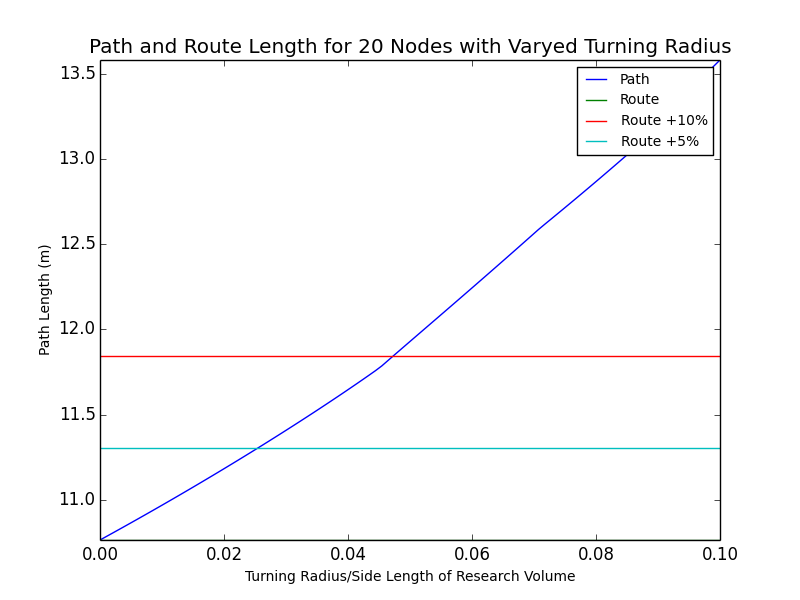 Path and Route Length for 20 Nodes with Varyed Turning Radius
13.5
13.0
12.5
12.0
11.5
11.0
Path Length (m)
Path
Route
Route +10%
Route +5%
0.00 0.02 0.04 0.06 0.08 0.10
Turning Radius/Side Length of Research Volume